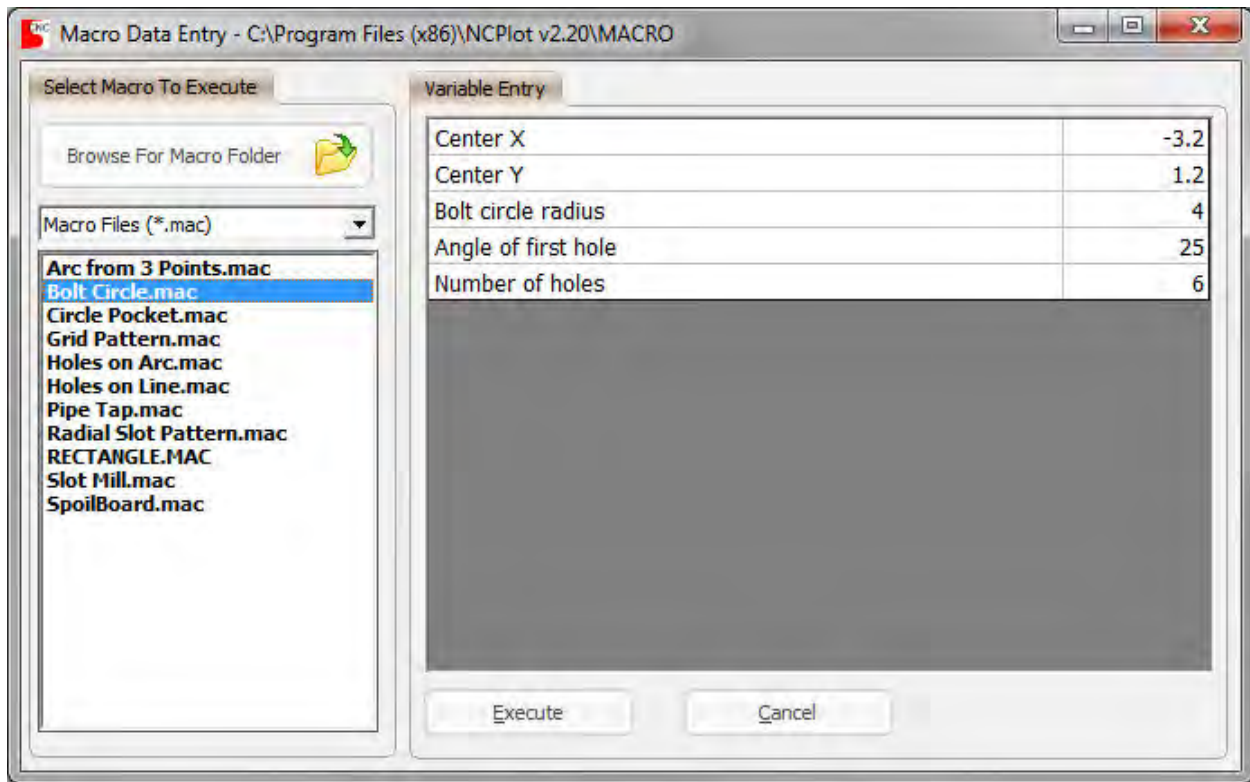 Macro Data Entry - C:\Program Files (x86)\NCPlot v2.20\MACRO
Select Macro To Execute
Browse For Macro Folder
Macro Files (*.mac)
Arc from 3 Points.mac
Bolt Circle.mac
Circle Pocket.mac
Grid Pattern.mac
Holes on Arc.mac
Holes on Line.mac
Pipe Tap.mac
Radial Slot Pattern.mac
RECTANGLE.MAC
Slot Mill.mac
SpoilBoard.mac
Variable Entry
Center X -3.2
Center Y 1.2
Bolt circle radius 4
Angle of first hole 25
Number of holes 6
Execute Cancel